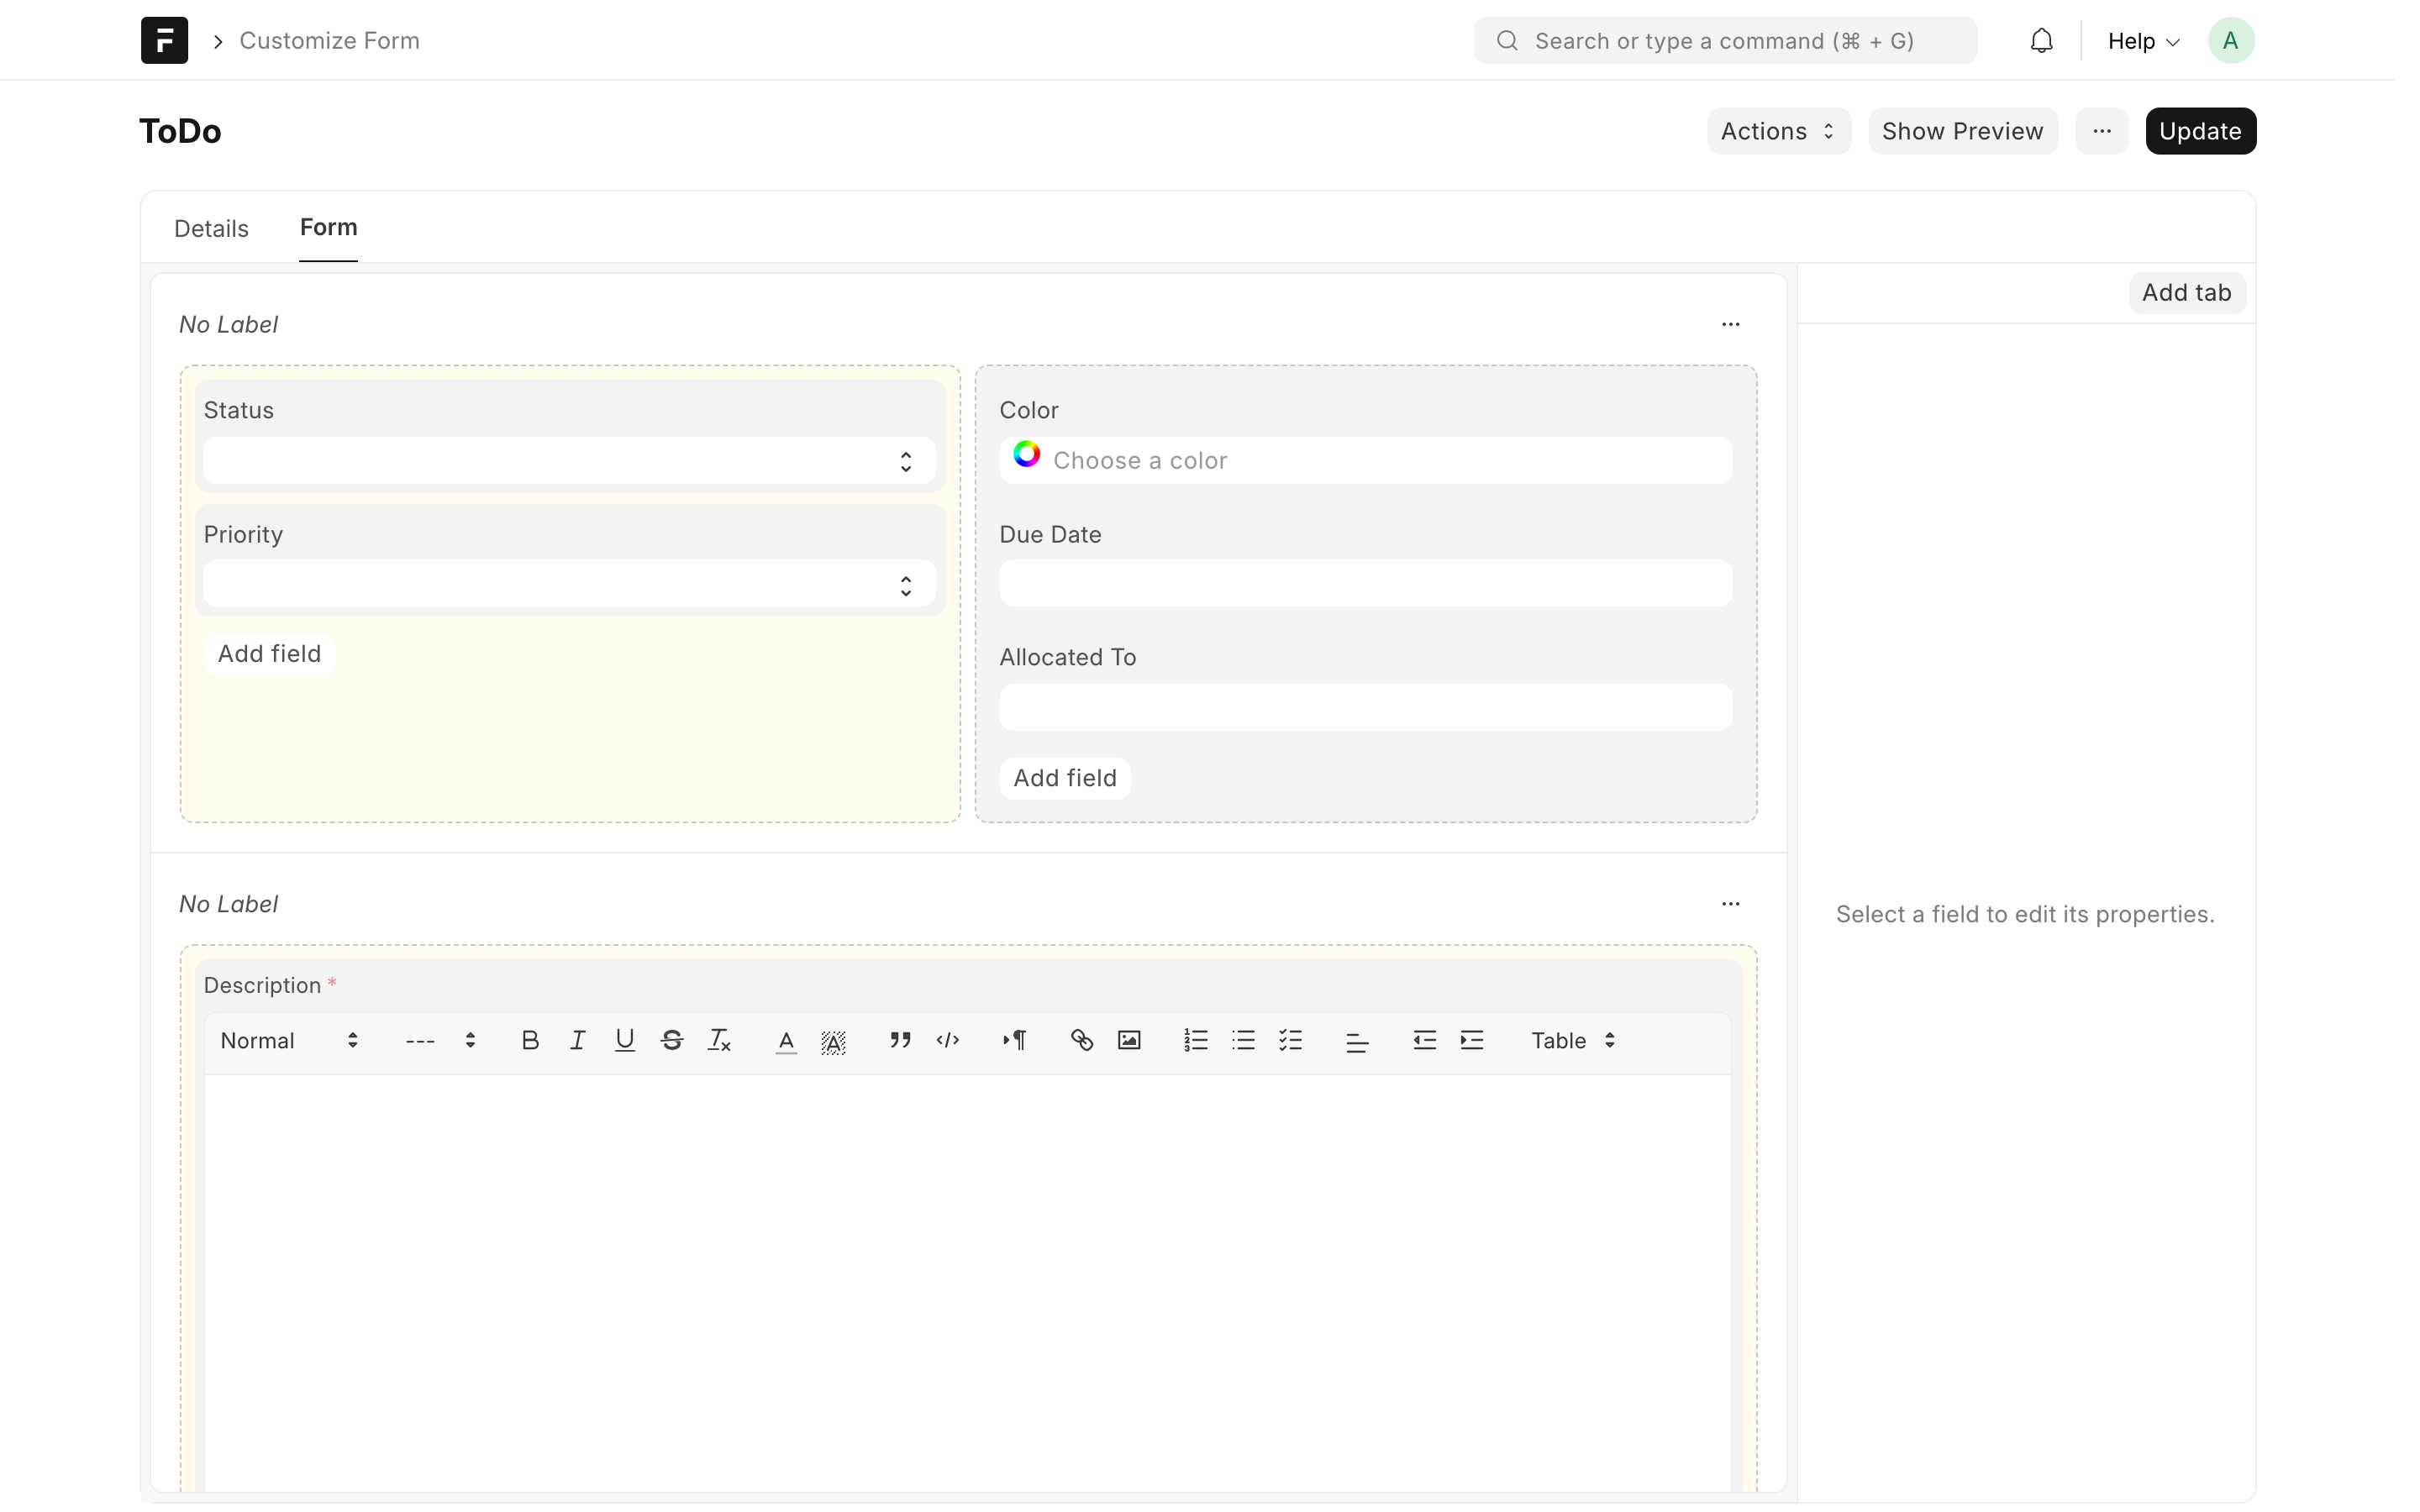 Customize Form
Search or type a command (⌘ + G)
Help
A
ToDo
Actions
Show Preview
...
Update
Details
Form
Add tab
No Label
...
Status
Color
Choose a color
Priority
Due Date
Add field
Allocated To
Add field
No Label
...
Select a field to edit its properties.
Description *
Normal
---
Table